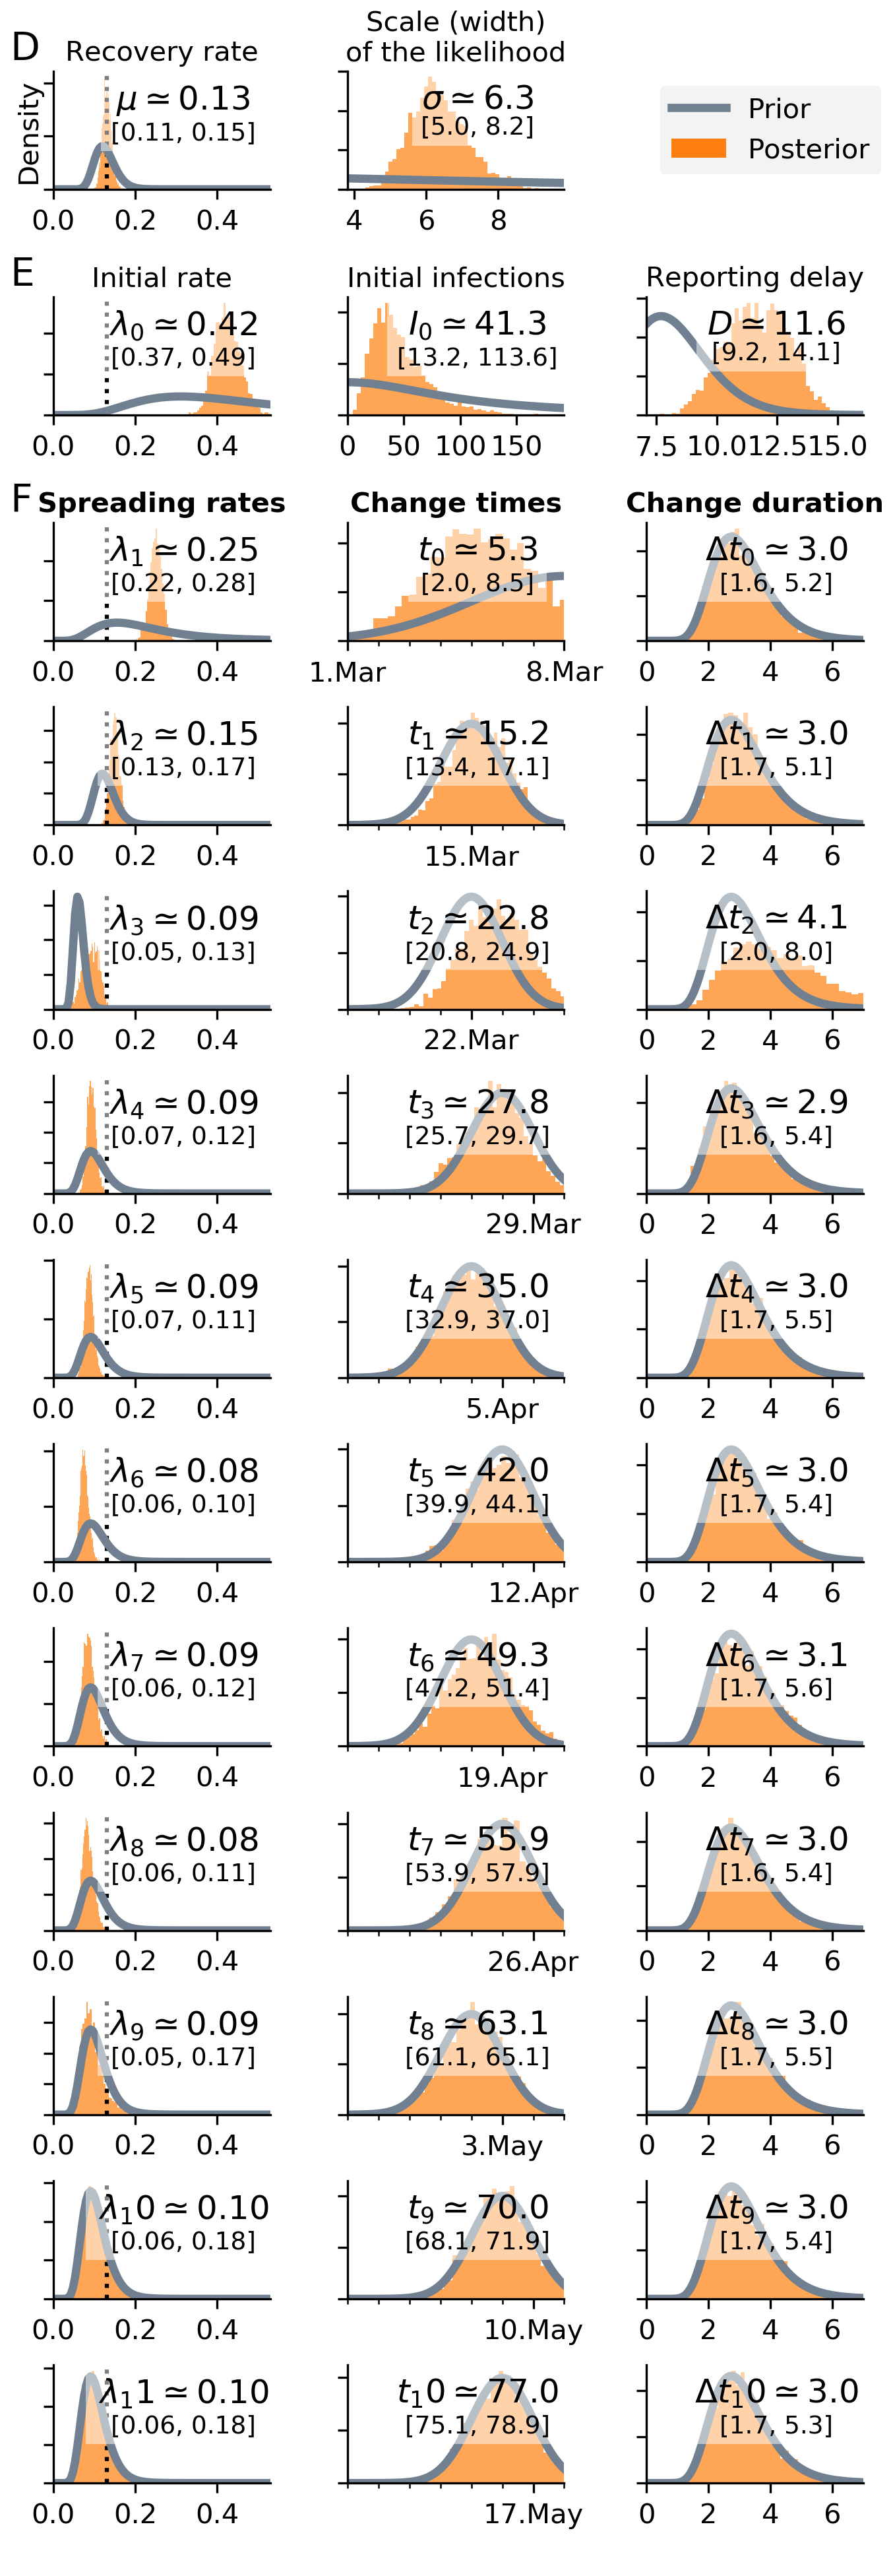 D
Recovery rate
Scale (width)
of the likelihood
Density
μ ≃ 0.13
[0.11, 0.15]
0.0 0.2 0.4
σ ≃ 6.3
[5.0, 8.2]
4 6 8
Prior
Posterior
E
Initial rate
λ0 ≃ 0.42
[0.37, 0.49]
0.0 0.2 0.4
Initial infections
I0 ≃ 41.3
[13.2, 113.6]
0 50 100 150
Reporting delay
D ≃ 11.6
[9.2, 14.1]
7.5 10.0 12.5 15.0
F
Spreading rates
Change times
Change duration
λ1 ≃ 0.25
[0.22, 0.28]
0.0 0.2 0.4
t0 ≃ 5.3
[2.0, 8.5]
1.Mar 8.Mar
Δt0 ≃ 3.0
[1.6, 5.2]
0 2 4 6
λ2 ≃ 0.15
[0.13, 0.17]
0.0 0.2 0.4
t1 ≃ 15.2
[13.4, 17.1]
15.Mar
Δt1 ≃ 3.0
[1.7, 5.1]
0 2 4 6
λ3 ≃ 0.09
[0.05, 0.13]
0.0 0.2 0.4
t2 ≃ 22.8
[20.8, 24.9]
22.Mar
Δt2 ≃ 4.1
[2.0, 8.0]
0 2 4 6
λ4 ≃ 0.09
[0.07, 0.12]
0.0 0.2 0.4
t3 ≃ 27.8
[25.7, 29.7]
29.Mar
Δt3 ≃ 2.9
[1.6, 5.4]
0 2 4 6
λ5 ≃ 0.09
[0.07, 0.11]
0.0 0.2 0.4
t4 ≃ 35.0
[32.9, 37.0]
5.Apr
Δt4 ≃ 3.0
[1.7, 5.5]
0 2 4 6
λ6 ≃ 0.08
[0.06, 0.10]
0.0 0.2 0.4
t5 ≃ 42.0
[39.9, 44.1]
12.Apr
Δt5 ≃ 3.0
[1.7, 5.4]
0 2 4 6
λ7 ≃ 0.09
[0.06, 0.12]
0.0 0.2 0.4
t6 ≃ 49.3
[47.2, 51.4]
19.Apr
Δt6 ≃ 3.1
[1.7, 5.6]
0 2 4 6
λ8 ≃ 0.08
[0.06, 0.11]
0.0 0.2 0.4
t7 ≃ 55.9
[53.9, 57.9]
26.Apr
Δt7 ≃ 3.0
[1.6, 5.4]
0 2 4 6
λ9 ≃ 0.09
[0.05, 0.17]
0.0 0.2 0.4
t8 ≃ 63.1
[61.1, 65.1]
3.May
Δt8 ≃ 3.0
[1.7, 5.5]
0 2 4 6
λ10 ≃ 0.10
[0.06, 0.18]
0.0 0.2 0.4
t9 ≃ 70.0
[68.1, 71.9]
10.May
Δt9 ≃ 3.0
[1.7, 5.4]
0 2 4 6
λ11 ≃ 0.10
[0.06, 0.18]
0.0 0.2 0.4
t10 ≃ 77.0
[75.1, 78.9]
17.May
Δt10 ≃ 3.0
[1.7, 5.3]
0 2 4 6